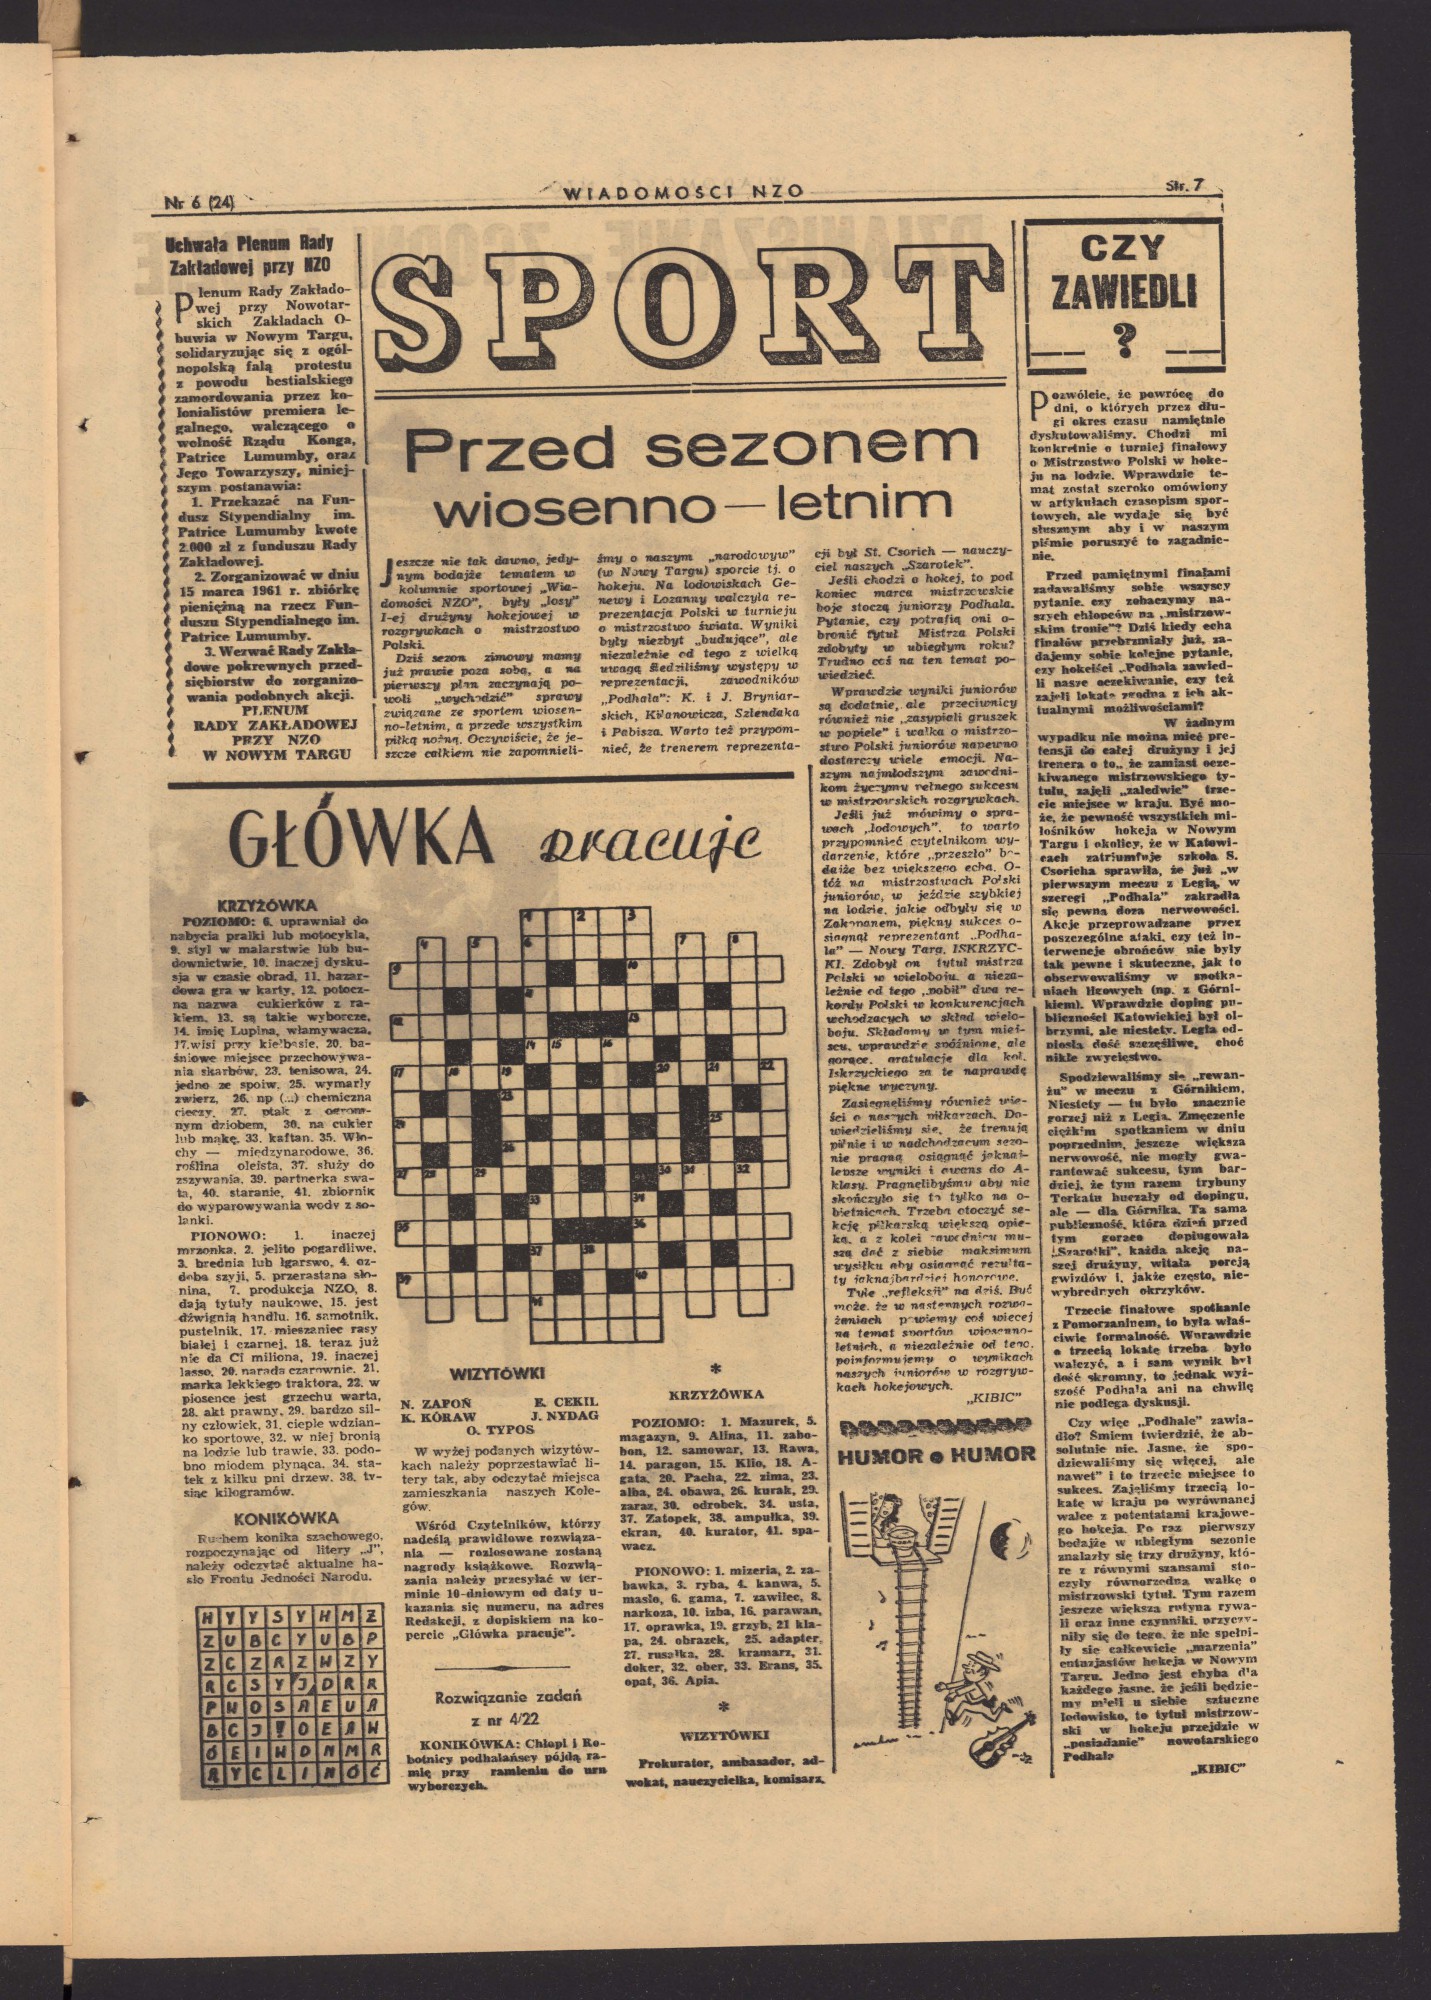 Nr 6 (24)
WIADOMOŚCI NZO
Str. 7
Uchwała Plenum Rady
Zakładowej przy NZO
Plenum Rady Zakłado-
wej przy Nowotar-
skich Zakładach O-
buwia w Nowym Targu,
solidaryzując się z ogól-
nopolską falą protestu
z powodu bestialskiego
zamordowania przez ko-
lonialistów premiera le-
galnego, walczącego o
wolność Rządu Konga,
Patrice Lumumby, oraz
Jego Towarzyszy, niniej-
szym postanawia:
1. Przekazać na Fun-
dusz Stypendialny im.
Patrice Lumumby kwotę
2.000 zł z funduszu Rady
Zakładowej.
2. Zorganizować w dniu
15 marca 1961 r. zbiórkę
pieniężną na rzecz Fun-
duszu Stypendialnego im.
Patrice Lumumby.
3. Wezwać Rady Zakła-
dowe pokrewnych przed-
siębiorstw do zorganizo-
wania podobnych akcji.
PLENUM
RADY ZAKŁADOWEJ
PRZY NZO
W NOWYM TARGU
SPORT
Przed sezonem
wiosenno — letnim
Jeszcze nie tak dawno, jedy-
nym bodajże tematem w
kolumnie sportowej „Wia-
domości NZO”, były „losy”
I-ej drużyny hokejowej w
rozgrywkach o mistrzostwo
Polski.
Dziś sezon zimowy mamy
już prawie poza sobą, a na
pierwszy plan zaczynają po-
woli „wychodzić” sprawy
związane ze sportem wiosen-
no-letnim, a przede wszystkim
piłką nożną. Oczywiście, że je-
szcze całkiem nie zapomnieli-
śmy o naszym „narodowyw”
(w Nowy Targu) sporcie tj. o
hokeju. Na lodowiskach Ge-
newy i Lozanny walczyła re-
prezentacja Polski w turnieju
o mistrzostwo świata. Wyniki
były niezbyt „budujące”, ale
niezależnie od tego z wielką
uwagą śledziliśmy występy w
reprezentacji, zawodników
„Podhala”: K. i J. Bryniar-
skich, Kilanowicza, Szlendaka
i Pabisza. Warto też przypom-
nieć, że trenerem reprezenta-
cji był St. Csorich — nauczy-
ciel naszych „Szarotek”.
Jeśli chodzi o hokej, to pod
koniec marca mistrzowskie
boje stoczą juniorzy Podhala.
Pytanie, czy potrafią oni o-
bronić tytuł Mistrza Polski
zdobyty w ubiegłym roku?
Trudno coś na ten temat po-
wiedzieć.
Wprawdzie wyniki juniorów
są dodatnie, ale przeciwnicy
również nie „zasypieli gruszek
w popiele” i walka o mistrzo-
stwo Polski juniorów napewno
dostarczy wiele emocji. Na-
szym najmłodszym zawodni-
kom życzymy pełnego sukcesu
w mistrzowskich rozgrywkach.
Jeśli już mówimy o spra-
wach „lodowych”, to warto
przypomnieć czytelnikom wy-
darzenie, które „przeszło” bo-
dajże bez większego echa. O-
tóż na mistrzostwach Polski
juniorów, w jeździe szybkiej
na lodzie, jakie odbyły się w
Zakopanem, piękny sukces o-
siągnął reprezentant „Podha-
la” — Nowy Targ, ISKRZYC-
KI. Zdobył on tytuł mistrza
Polski w wieloboju, a nieza-
leżnie od tego „pobił” dwa re-
kordy Polski w konkurencjach
wchodzących w skład wielo-
boju. Składamy w tym miej-
scu, wprawdzie spóźnione, ale
gorące, gratulacje dla kol.
Iskrzyckiego za te naprawdę
piękne wyczyny.
Zasięgnęliśmy również wie-
ści o naszych piłkarzach. Do-
wiedzieliśmy się, że trenują
pilnie i w nadchodzącym sezo-
nie pragną osiągnąć jaknaj-
lepsze wyniki i awans do A-
klasy. Pragnęlibyśmy aby nie
skończyło się to tylko na o-
bietnicach. Trzeba otoczyć se-
kcję piłkarską większą opie-
ką, a z kolei zawodnicy mu-
szą dać z siebie maksimum
wysiłku aby osiągnąć rezulta-
ty jaknajbardziej honorowe.
Tyle „refleksji” na dziś. Być
może, że w następnych rozwa-
żaniach powiemy coś więcej
na temat sportów wiosenno-
letnich, a niezależnie od tego,
poinformujemy o wynikach
naszych juniorów w rozgryw-
kach hokejowych.
„KIBIC”
CZY
ZAWIEDLI
?
Pozwólcie, że powrócę do
dni, o których przez dłu-
gi okres czasu namiętnie
dyskutowaliśmy. Chodzi mi
konkretnie o turniej finałowy
o Mistrzostwo Polski w hoke-
ju na lodzie. Wprawdzie te-
mat został szeroko omówiony
w artykułach czasopism spor-
towych, ale wydaje się być
słusznym aby i w naszym
piśmie poruszyć to zagadnie-
nie.
Przed pamiętnymi finałami
zadawaliśmy sobie wszyscy
pytanie, czy zobaczymy na-
szych chłopców na „mistrzow-
skim tronie”? Dziś kiedy echa
finałów przebrzmiały już, za-
dajemy sobie kolejne pytanie,
czy hokeiści „Podhala zawied-
li nasze oczekiwanie, czy też
zajęli lokatę zgodną z ich ak-
tualnymi możliwościami?
W żadnym
wypadku nie można mieć pre-
tensji do całej drużyny i jej
trenera o to, że zamiast ocze-
kiwanego mistrzowskiego ty-
tułu, zajęli „zaledwie” trze-
cie miejsce w kraju. Być mo-
że, że pewność wszystkich mi-
łośników hokeja w Nowym
Targu i okolicy, że w Katowi-
cach zatriumfuje szkoła S.
Csoricha sprawiła, że już „w
pierwszym meczu z Legią, w
szeregi „Podhala” zakradła
się pewna doza nerwowości.
Akcje przeprowadzane przez
poszczególne ataki, czy też in-
terwencje obrońców nie były
tak pewne i skuteczne, jak to
obserwowaliśmy w spotka-
niach ligowych (np. z Górni-
kiem). Wprawdzie doping pu-
bliczności Katowickiej był ol-
brzymi, ale niestety. Legia od-
niosła dość szczęśliwe, choć
nikłe zwycięstwo.
Spodziewaliśmy się „rewan-
żu” w meczu z Górnikiem.
Niestety — tu było znacznie
gorzej niż z Legią. Zmęczenie
ciężkim spotkaniem w dniu
poprzednim, jeszcze większa
nerwowość, nie mogły gwa-
rantować sukcesu, tym bar-
dziej, że tym razem trybuny
Torkatu huczały od dopingu,
ale — dla Górnika. Ta sama
publiczność, która dzień przed
tym gorąco dopingowała
„Szarotki”, każda akcję na-
szej drużyny, witała porcją
gwizdów i, jakże często, nie-
wybrednych okrzyków.
Trzecie finałowe spotkanie
z Pomorzaninem, to była właś-
ciwie formalność. Wprawdzie
o trzecią lokatę trzeba było
walczyć, a i sam wynik był
dość skromny, to jednak wyż-
szość Podhala ani na chwilę
nie podlega dyskusji.
Czy więc „Podhale” zawio-
dło? Śmiem twierdzić, że ab-
solutnie nie. Jasne, że spo-
dziewaliśmy się więcej, ale
nawet” i to trzecie miejsce to
sukces. Zajęliśmy trzecią lo-
katę w kraju po wyrównanej
walce z potentatami krajowe-
go hokeja. Po raz pierwszy
bodajże w ubiegłym sezonie
znalazły się trzy drużyny, któ-
re z równymi szansami sto-
czyły równorzędną walkę o
mistrzowski tytuł. Tym razem
jeszcze większa rutyna rywa-
li oraz inne czynniki, przyczy-
niły się do tego, że nie spełni-
ły się całkowicie „marzenia”
entuzjastów hokeja w Nowym
Targu. Jedno jest chyba dla
każdego jasne, że jeśli będzie-
my mieli u siebie sztuczne
lodowisko, to tytuł mistrzow-
ski w hokeju przejdzie w
„posiadanie” nowotarskiego
Podhala
„KIBIC”
GŁÓWKA pracuje
KRZYŻÓWKA
POZIOMO: 6. uprawniał do
nabycia pralki lub motocykla,
9. styl w malarstwie lub bu-
downictwie, 10. inaczej dysku-
sja w czasie obrad, 11. hazar-
dowa gra w karty, 12. potocz-
na nazwa cukierków z ra-
kiem, 13. są takie wyborcze,
14. imię Lupina, włamywacza,
17. wisi przy kiełbasie, 20. ba-
śniowe miejsce przechowywa-
nia skarbów, 23. tenisowa, 24.
jedno ze spoiw, 25. wymarły
zwierz, 26. np (...) chemiczna
cieczy, 27. ptak z ogrom-
nym dziobem, 30. na cukier
lub mąkę, 33. kaftan, 35. Wło-
chy — międzynarodowe, 36.
roślina oleista, 37. służy do
zszywania, 39. partnerka swa-
ta, 40. staranie, 41. zbiornik
do wyparowywania wody z so-
lanki.
PIONOWO: 1. inaczej
mrzonka, 2. jelito pogardliwe,
3. brednia lub łgarstwo, 4. oz-
doba szyji, 5. przerastana sło-
nina, 7. produkcja NZO, 8.
dają tytuły naukowe, 15. jest
dźwignią handlu, 16. samotnik,
pustelnik, 17. mieszaniec rasy
białej i czarnej, 18. teraz już
nie da Ci miliona, 19. inaczej
lasso, 20. narada czarownic, 21.
marka lekkiego traktora, 22. w
piosence jest grzechu warta,
28. akt prawny, 29. bardzo sil-
ny człowiek, 31. ciepłe wdzian-
ko sportowe, 32. w niej bronią
na lodzie lub trawie, 33. podo-
bno miodem płynąca, 34. sta-
tek z kilku pni drzew, 38. ty-
siąc kilogramów.
KONIKÓWKA
Ruchem konika szachowego,
rozpoczynając od litery „J”,
należy odczytać aktualne ha-
sło Frontu Jedności Narodu.
H Y Y S Y H M Z
Z U B C Y U B P
Z C Z R Z W Z Y
R C S Y J D R R
P W O S A E U A
B C J ! O E A W
Ó E I W D N M R
A Y C L I N Ó Ć
WIZYTÓWKI
N. ZAPOŃ E. CEKIL
K. KÓRAW J. NYDAG
O. TYPOS
W wyżej podanych wizytów-
kach należy poprzestawiać li-
tery tak, aby odczytać miejsca
zamieszkania naszych Kole-
gów.
Wśród Czytelników, którzy
nadeślą prawidłowe rozwiąza-
nia — rozlosowane zostaną
nagrody książkowe. Rozwią-
zania należy przesyłać w ter-
minie 10-dniowym od daty u-
kazania się numeru, na adres
Redakcji, z dopiskiem na ko-
percie „Główka pracuje”.
Rozwiązanie zadań
z nr 4/22
KONIKÓWKA: Chłopi i Ro-
botnicy podhalańscy pójdą ra-
mię przy ramieniu do urn
wyborczych.
*
KRZYŻÓWKA
POZIOMO: 1. Mazurek, 5.
magazyn, 9. Alina, 11. zabo-
bon, 12. samowar, 13. Rawa,
14. paragon, 15. Klio, 18. A-
gata, 20. Pacha, 22. zima, 23.
alba, 24. obawa, 26. kurak, 29.
zaraz, 30. odrobek, 34. usta,
37. Zatopek, 38. ampułka, 39.
ekran, 40. kurator, 41. spa-
wacz.
PIONOWO: 1. mizeria, 2. za-
bawka, 3. ryba, 4. kanwa, 5.
masło, 6. gama, 7. zawilec, 8.
narkoza, 10. izba, 16. parawan,
17. oprawka, 19. grzyb, 21 kla-
pa, 24. obrazek, 25. adapter,
27. rusałka, 28. kramarz, 31.
doker, 32. ober, 33. Erans, 35.
opat, 36. Apia.
*
WIZYTÓWKI
Prokurator, ambasador, ad-
wokat, nauczycielka, komisarz.
HUMOR • HUMOR